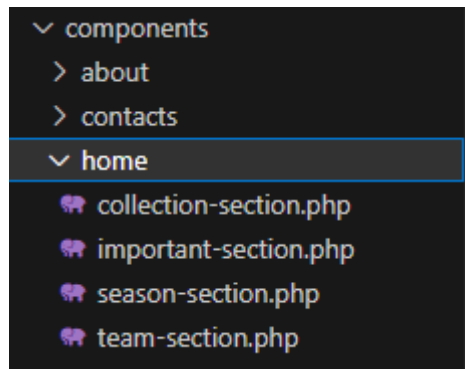 components
about
contacts
home
collection-section.php
important-section.php
season-section.php
team-section.php